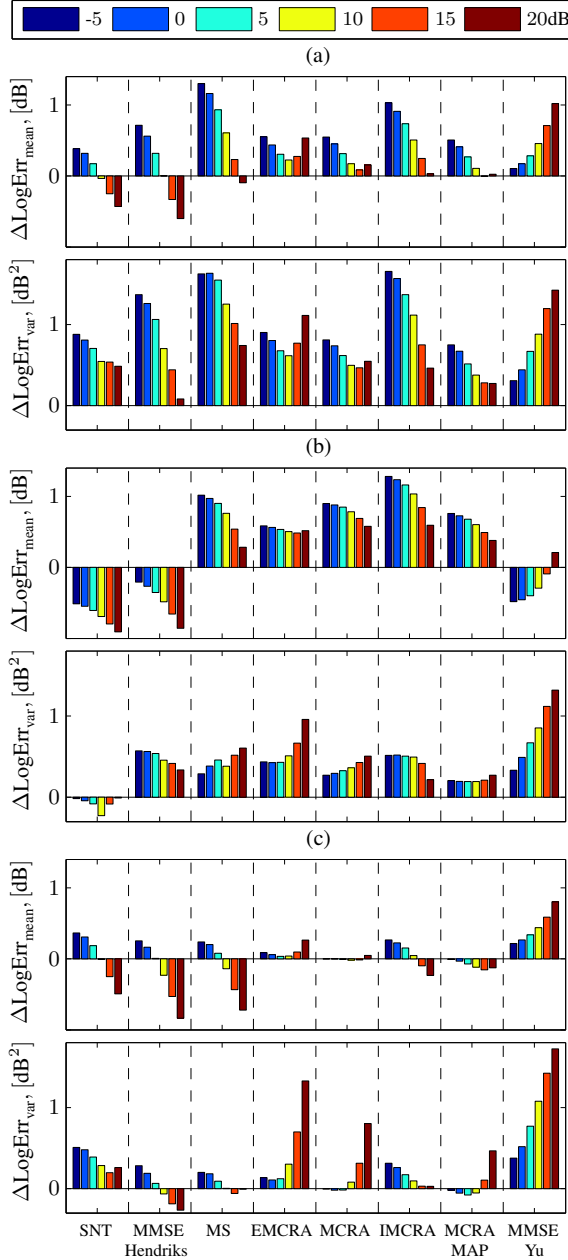 -5 0 5 10 15 20dB
(a)
ΔLogErr_mean, [dB]
1
0
ΔLogErr_var, [dB²]
1
0
(b)
ΔLogErr_mean, [dB]
1
0
ΔLogErr_var, [dB²]
1
0
(c)
ΔLogErr_mean, [dB]
1
0
ΔLogErr_var, [dB²]
1
0
SNT MMSE MS EMCRA MCRA IMCRA MCRA MMSE
Hendriks MAP Yu